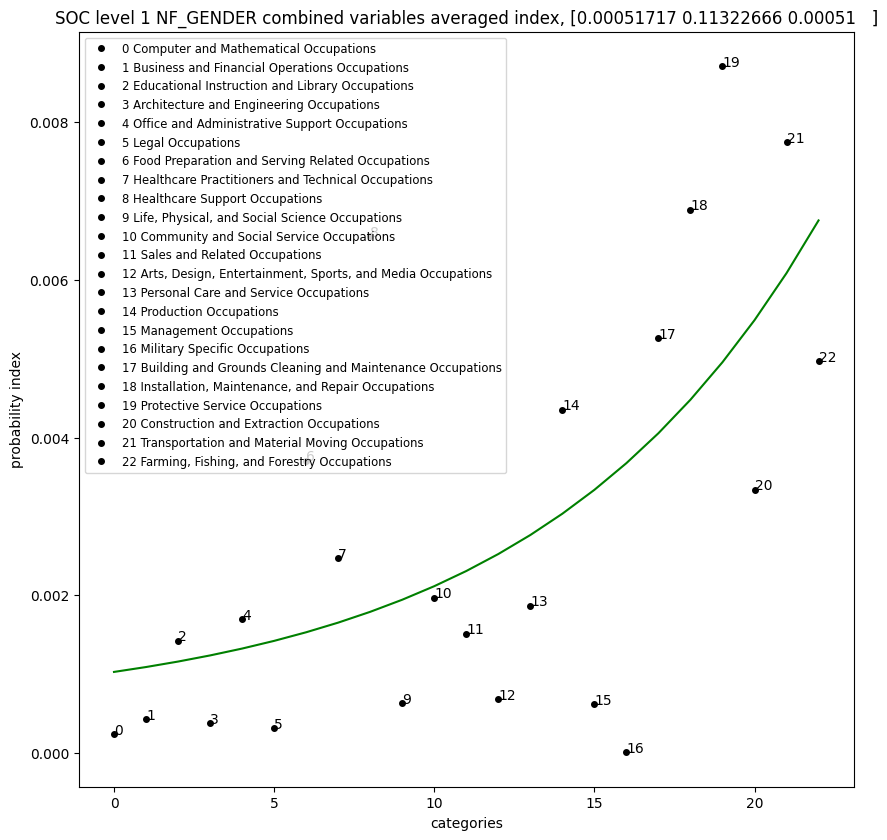 SOC level 1 NF_GENDER combined variables averaged index, [0.00051717 0.11322666 0.00051   ]
0 Computer and Mathematical Occupations
1 Business and Financial Operations Occupations
2 Educational Instruction and Library Occupations
3 Architecture and Engineering Occupations
4 Office and Administrative Support Occupations
5 Legal Occupations
6 Food Preparation and Serving Related Occupations
7 Healthcare Practitioners and Technical Occupations
8 Healthcare Support Occupations
9 Life, Physical, and Social Science Occupations
10 Community and Social Service Occupations
11 Sales and Related Occupations
12 Arts, Design, Entertainment, Sports, and Media Occupations
13 Personal Care and Service Occupations
14 Production Occupations
15 Management Occupations
16 Military Specific Occupations
17 Building and Grounds Cleaning and Maintenance Occupations
18 Installation, Maintenance, and Repair Occupations
19 Protective Service Occupations
20 Construction and Extraction Occupations
21 Transportation and Material Moving Occupations
22 Farming, Fishing, and Forestry Occupations
19
21
18
8
17
22
14
6
20
7
10
13
4
11
2
12
9
15
1
3
5
0
16
0.008
0.006
0.004
0.002
0.000
probability index
0
5
10
15
20
categories